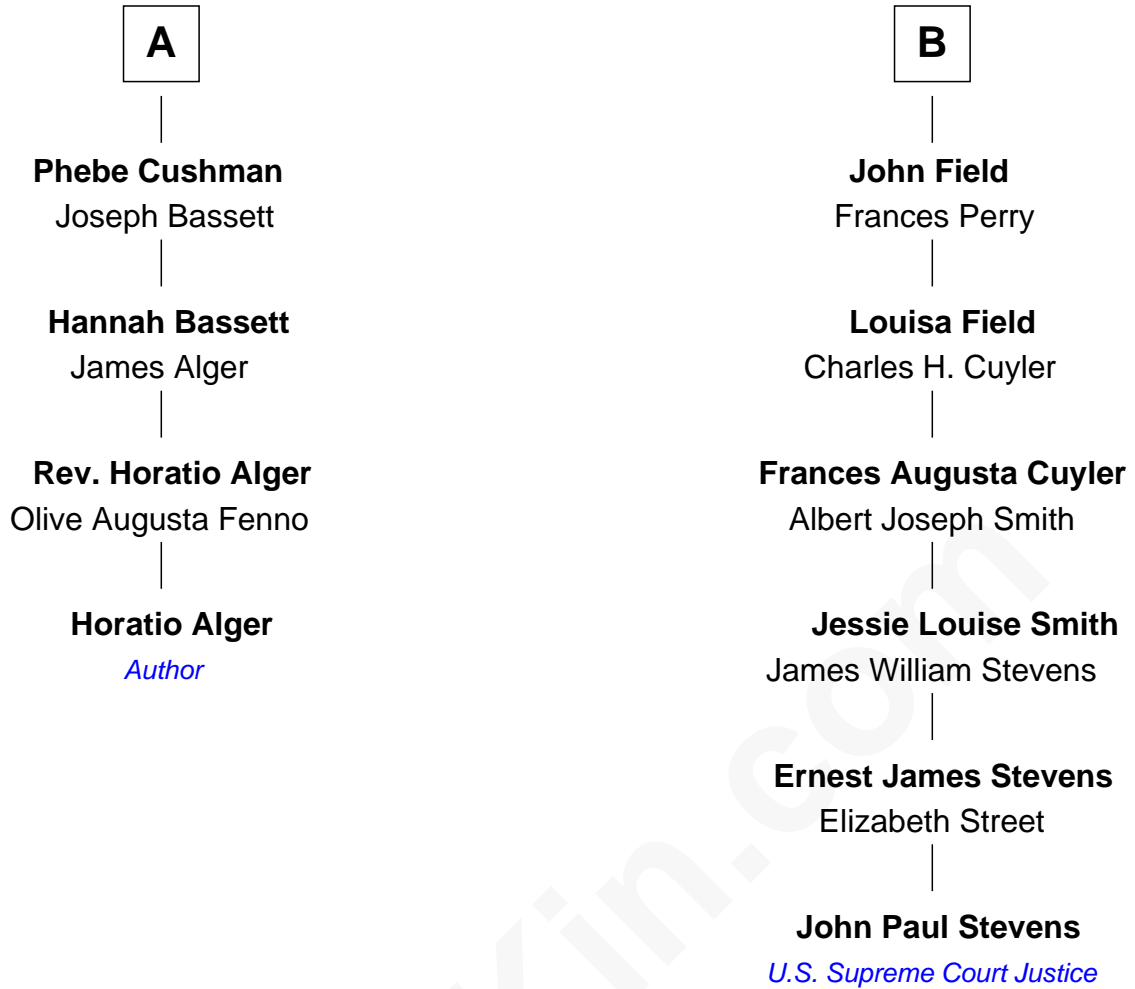 A
Phebe Cushman
Joseph Bassett
Hannah Bassett
James Alger
Rev. Horatio Alger
Olive Augusta Fenno
Horatio Alger
Author
B
John Field
Frances Perry
Louisa Field
Charles H. Cuyler
Frances Augusta Cuyler
Albert Joseph Smith
Jessie Louise Smith
James William Stevens
Ernest James Stevens
Elizabeth Street
John Paul Stevens
U.S. Supreme Court Justice
Kin.com